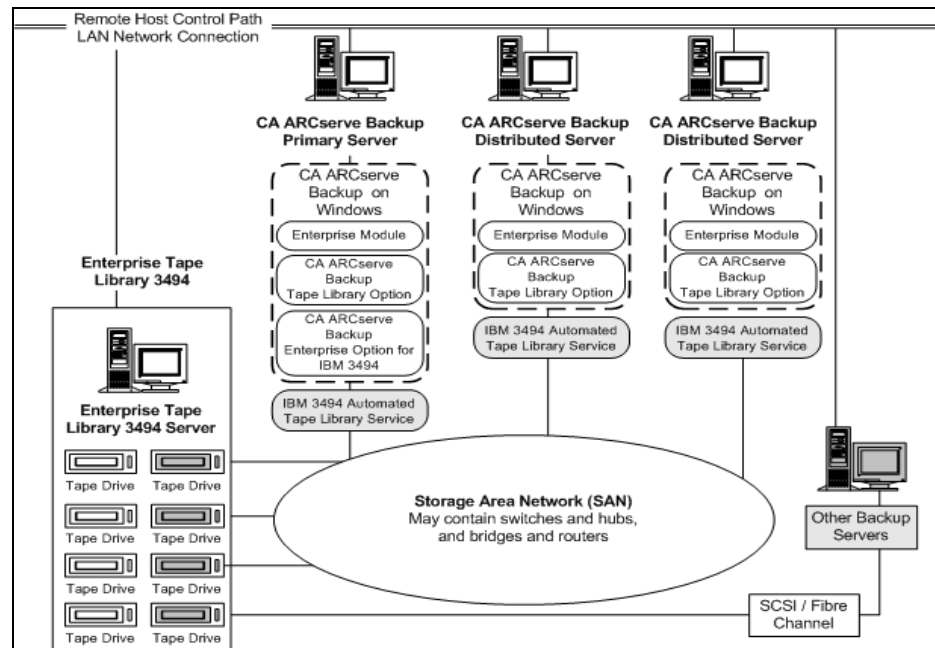 Remote Host Control Path
LAN Network Connection
CA ARCserve Backup
Primary Server
CA ARCserve Backup
Distributed Server
CA ARCserve Backup
Distributed Server
CA ARCserve
Backup on
Windows
Enterprise Module
CA ARCserve
Backup
Tape Library Option
CA ARCserve
Backup
Enterprise Option for
IBM 3494
IBM 3494 Automated
Tape Library Service
CA ARCserve
Backup on
Windows
Enterprise Module
CA ARCserve
Backup
Tape Library Option
IBM 3494 Automated
Tape Library Service
CA ARCserve
Backup on
Windows
Enterprise Module
CA ARCserve
Backup
Tape Library Option
IBM 3494 Automated
Tape Library Service
Enterprise Tape
Library 3494
Enterprise Tape
Library 3494 Server
Tape Drive
Tape Drive
Tape Drive
Tape Drive
Tape Drive
Tape Drive
Tape Drive
Tape Drive
Storage Area Network (SAN)
May contain switches and hubs,
and bridges and routers
Other Backup
Servers
SCSI / Fibre
Channel